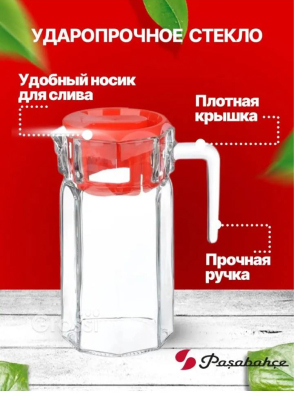 УДАРОПРОЧНОЕ СТЕКЛО
Удобный носик
для слива
Плотная
крышка
Прочная
ручка
Paşabahçe